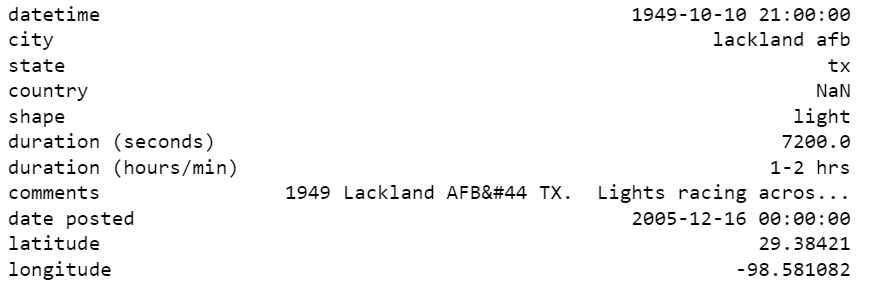 datetime 1949-10-10 21:00:00
city lackland afb
state tx
country NaN
shape light
duration (seconds) 7200.0
duration (hours/min) 1-2 hrs
comments 1949 Lackland AFB&#44 TX.  Lights racing acros...
date posted 2005-12-16 00:00:00
latitude 29.38421
longitude -98.581082